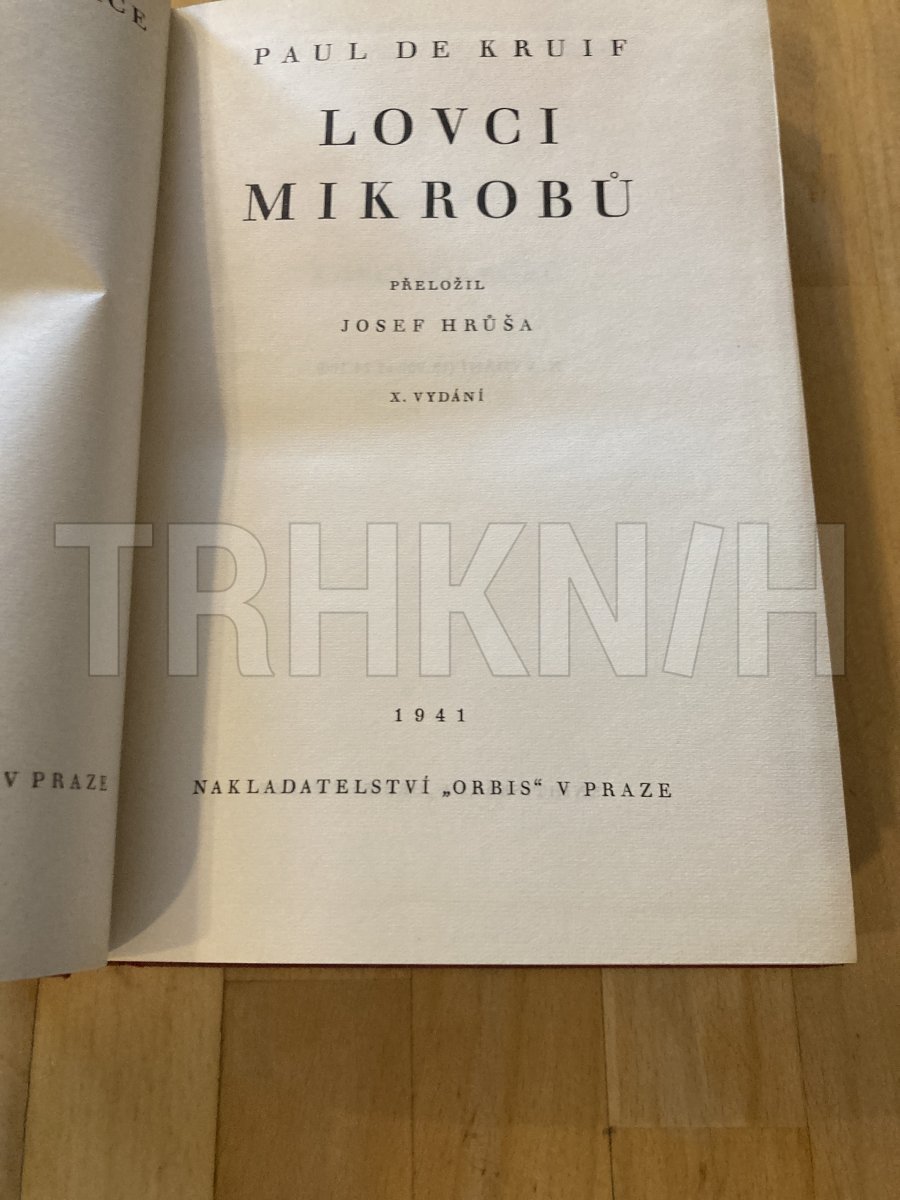 PAUL DE KRUIF
LOVCI
MIKROBŮ
PŘELOŽIL
JOSEF HRŮŠA
X. VYDÁNÍ
TRHKNIH
1941
V PRAZE
NAKLADATELSTVÍ „ORBIS“ V PRAZE